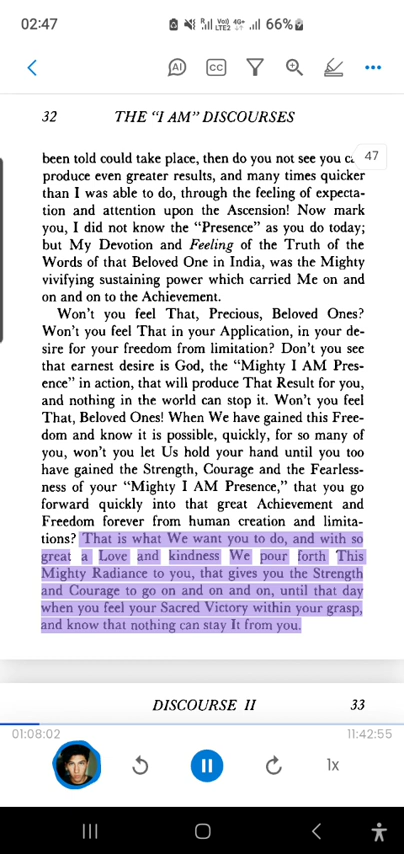 02:47
R
Vo))
LTE2
4G+
66%
AI
CC
32 THE “I AM” DISCOURSES
47
been told could take place, then do you not see you ca
produce even greater results, and many times quicker
than I was able to do, through the feeling of expecta-
tion and attention upon the Ascension! Now mark
you, I did not know the “Presence” as you do today;
but My Devotion and Feeling of the Truth of the
Words of that Beloved One in India, was the Mighty
vivifying sustaining power which carried Me on and
on and on to the Achievement.
Won’t you feel That, Precious, Beloved Ones?
Won’t you feel That in your Application, in your de-
sire for your freedom from limitation? Don’t you see
that earnest desire is God, the “Mighty I AM Pres-
ence” in action, that will produce That Result for you,
and nothing in the world can stop it. Won’t you feel
That, Beloved Ones! When We have gained this Free-
dom and know it is possible, quickly, for so many of
you, won’t you let Us hold your hand until you too
have gained the Strength, Courage and the Fearless-
ness of your “Mighty I AM Presence,” that you go
forward quickly into that great Achievement and
Freedom forever from human creation and limita-
tions? That is what We want you to do, and with so
great a Love and kindness We pour forth This
Mighty Radiance to you, that gives you the Strength
and Courage to go on and on and on, until that day
when you feel your Sacred Victory within your grasp,
and know that nothing can stay It from you.
DISCOURSE II 33
01:08:02 11:42:55
1x